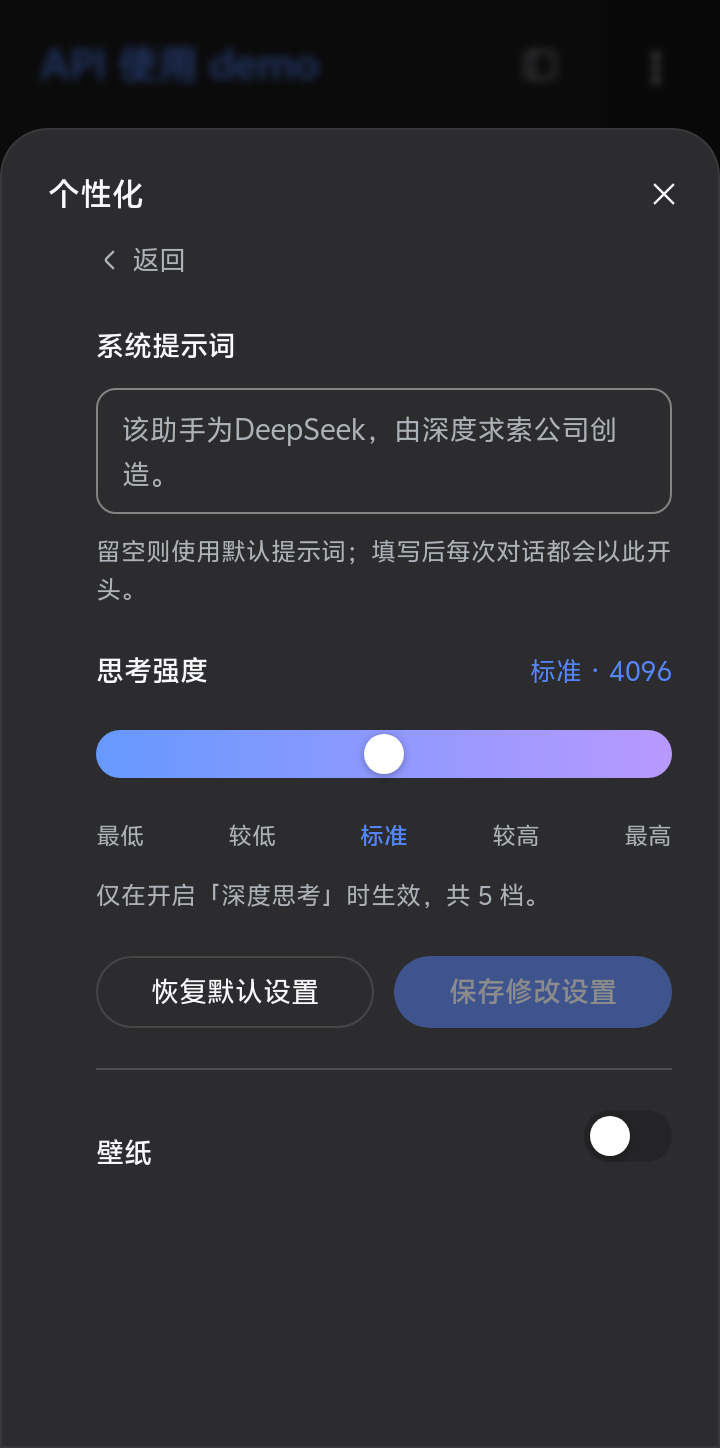 API 使用 demo
个性化
返回
系统提示词
该助手为DeepSeek，由深度求索公司创
造。
留空则使用默认提示词；填写后每次对话都会以此开
头。
思考强度
标准 · 4096
最低 较低 标准 较高 最高
仅在开启「深度思考」时生效，共 5 档。
恢复默认设置 保存修改设置
壁纸